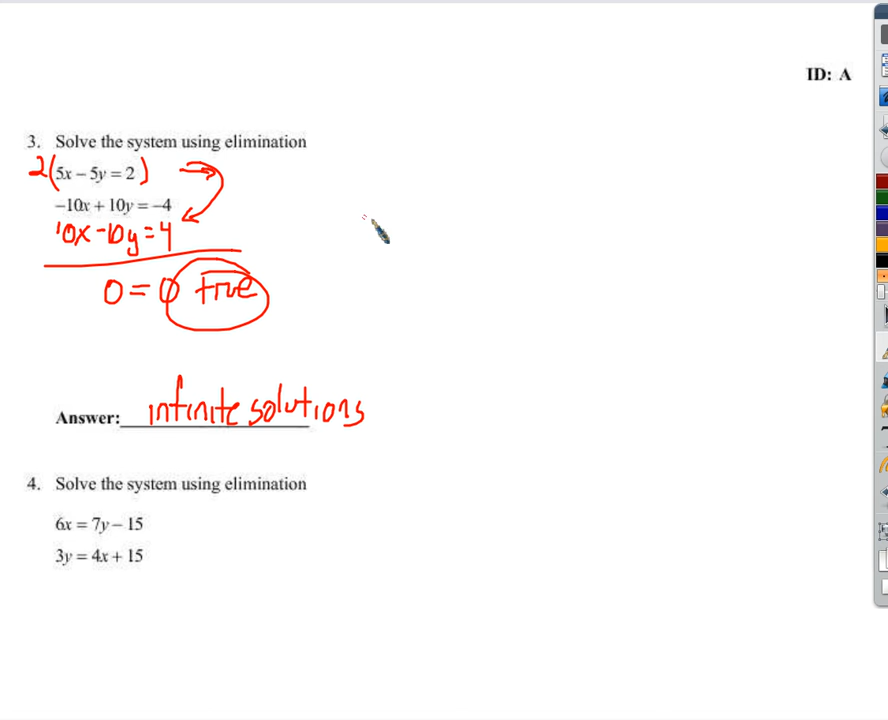 ID: A
3. Solve the system using elimination
2(5x – 5y = 2)
–10x + 10y = –4
10x - 10y = 4
0 = 0 true
Answer: infinite solutions
4. Solve the system using elimination
6x = 7y – 15
3y = 4x + 15